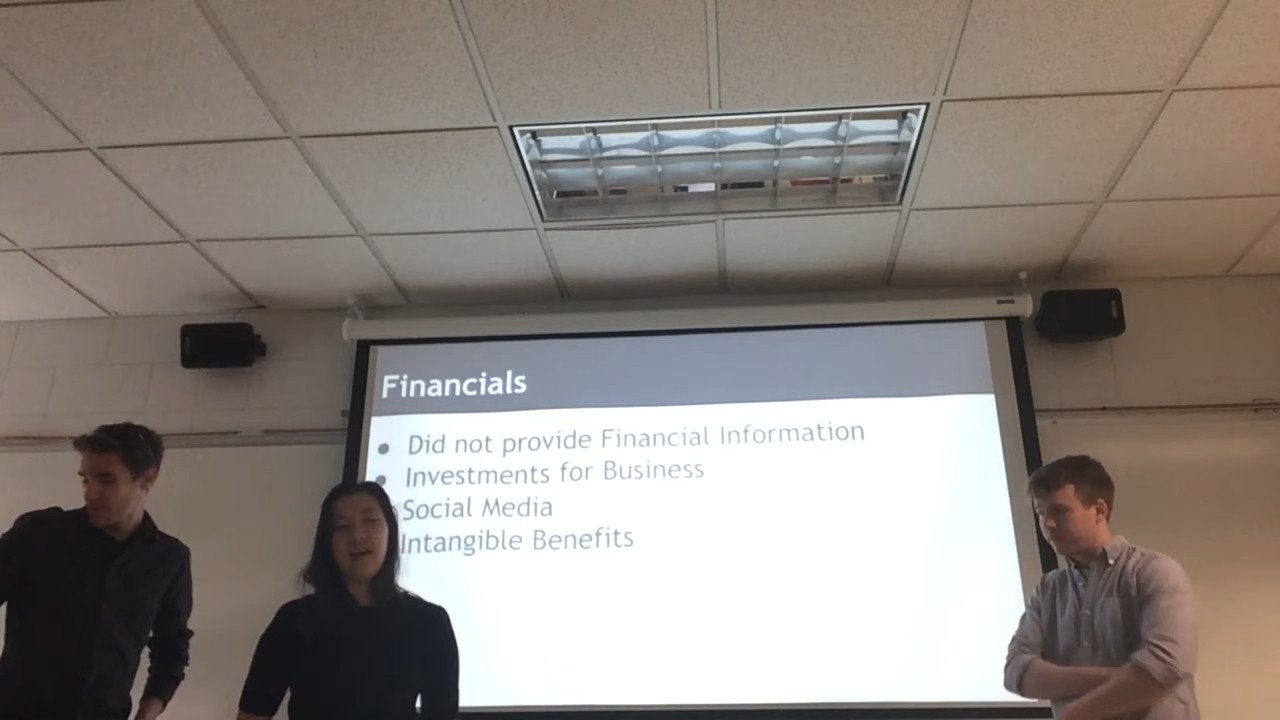 Financials
Did not provide Financial Information
Investments for Business
Social Media
Intangible Benefits